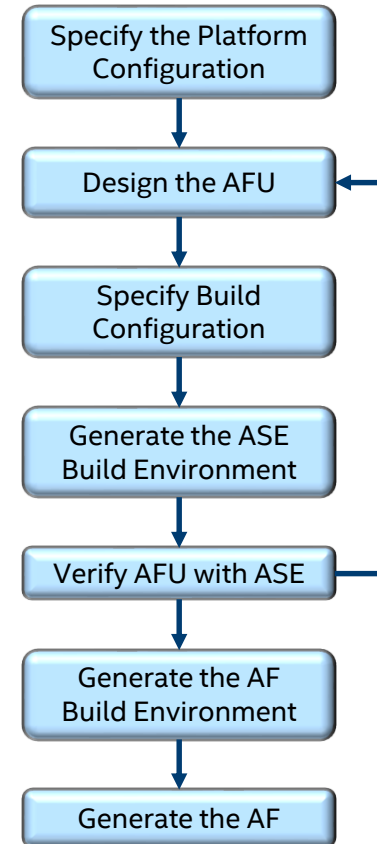 Specify the Platform
Configuration
Design the AFU
Specify Build
Configuration
Generate the ASE
Build Environment
Verify AFU with ASE
Generate the AF
Build Environment
Generate the AF